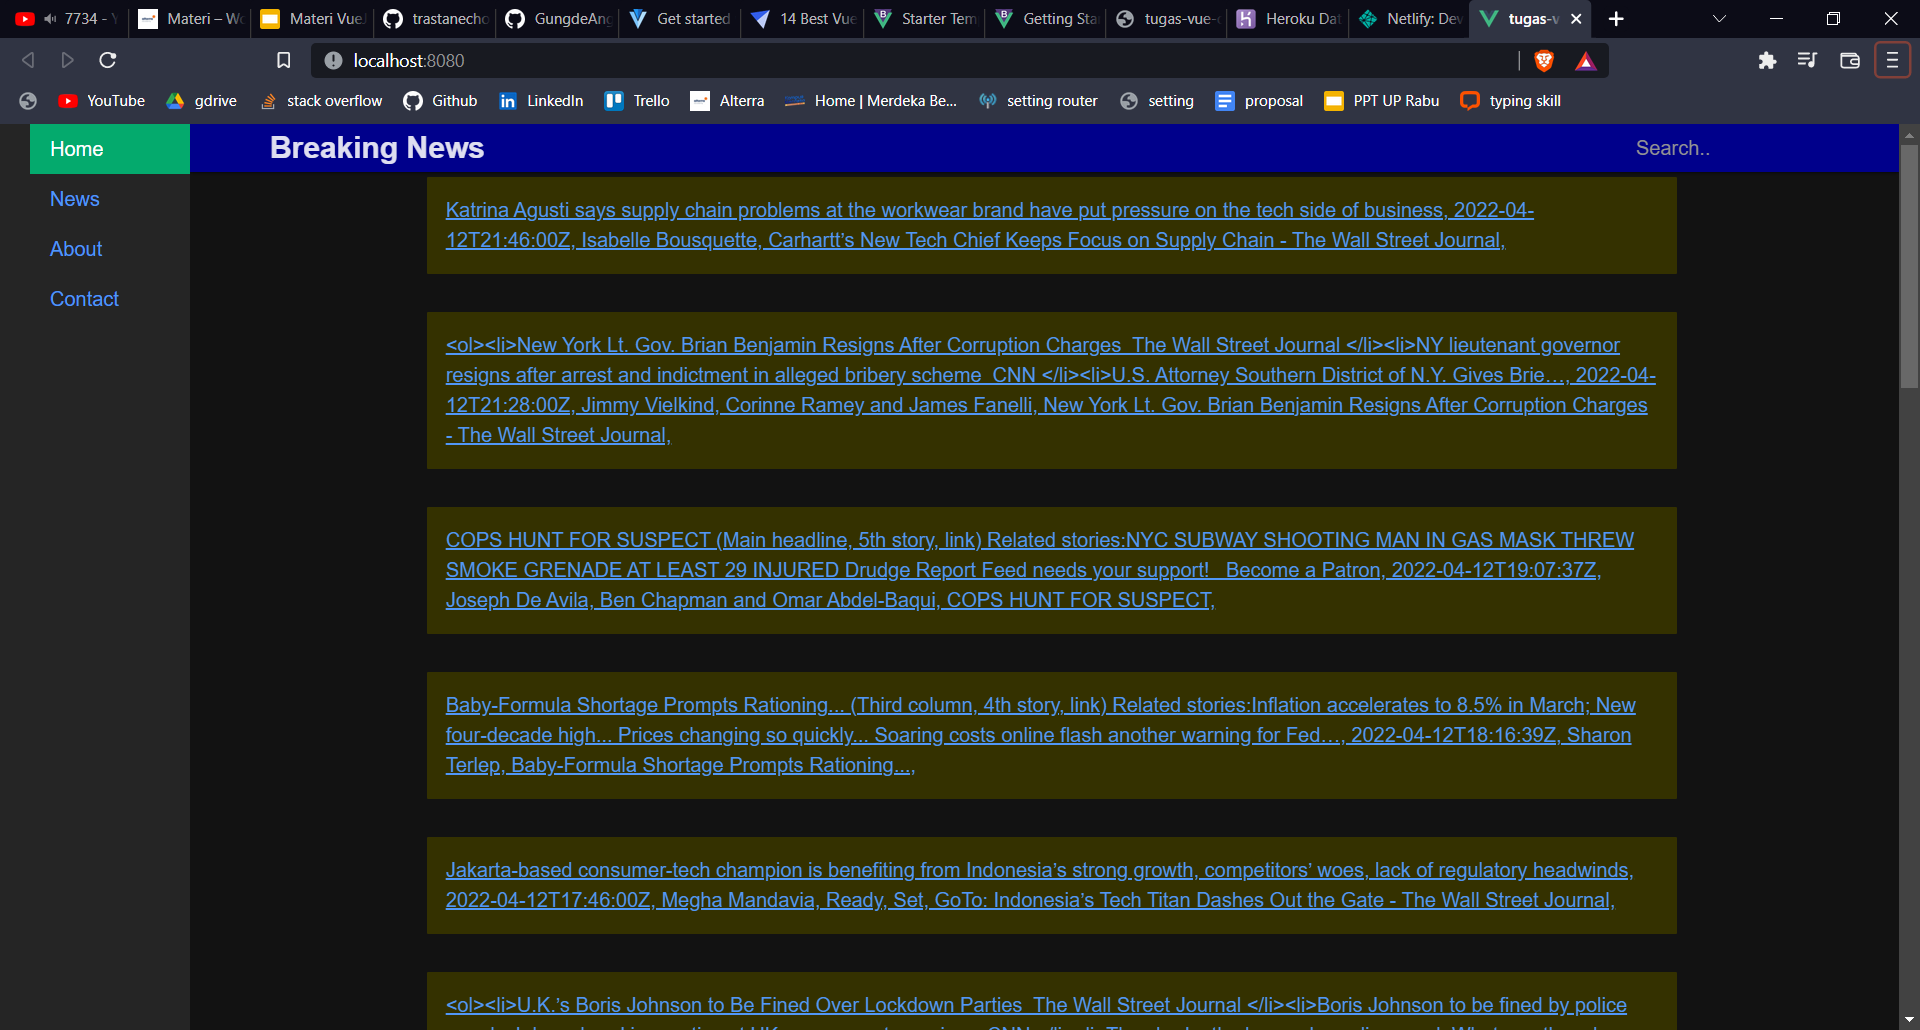 7734 -
Materi – W
Materi Vue
trastanecho
GungdeAn
Get started
14 Best Vue
Starter Tem
Getting Sta
tugas-vue-
Heroku Dat
Netlify: Dev
tugas-v
localhost:8080
YouTube
gdrive
stack overflow
Github
LinkedIn
Trello
Alterra
Home | Merdeka Be...
setting router
setting
proposal
PPT UP Rabu
typing skill
Home
News
About
Contact
Breaking News
Search..
Katrina Agusti says supply chain problems at the workwear brand have put pressure on the tech side of business, 2022-04-
12T21:46:00Z, Isabelle Bousquette, Carhartt’s New Tech Chief Keeps Focus on Supply Chain - The Wall Street Journal,
<ol><li>New York Lt. Gov. Brian Benjamin Resigns After Corruption Charges  The Wall Street Journal </li><li>NY lieutenant governor
resigns after arrest and indictment in alleged bribery scheme  CNN </li><li>U.S. Attorney Southern District of N.Y. Gives Brie…, 2022-04-
12T21:28:00Z, Jimmy Vielkind, Corinne Ramey and James Fanelli, New York Lt. Gov. Brian Benjamin Resigns After Corruption Charges
- The Wall Street Journal,
COPS HUNT FOR SUSPECT (Main headline, 5th story, link) Related stories:NYC SUBWAY SHOOTING MAN IN GAS MASK THREW
SMOKE GRENADE AT LEAST 29 INJURED Drudge Report Feed needs your support!   Become a Patron, 2022-04-12T19:07:37Z,
Joseph De Avila, Ben Chapman and Omar Abdel-Baqui, COPS HUNT FOR SUSPECT,
Baby-Formula Shortage Prompts Rationing... (Third column, 4th story, link) Related stories:Inflation accelerates to 8.5% in March; New
four-decade high... Prices changing so quickly... Soaring costs online flash another warning for Fed…, 2022-04-12T18:16:39Z, Sharon
Terlep, Baby-Formula Shortage Prompts Rationing...,
Jakarta-based consumer-tech champion is benefiting from Indonesia’s strong growth, competitors’ woes, lack of regulatory headwinds,
2022-04-12T17:46:00Z, Megha Mandavia, Ready, Set, GoTo: Indonesia’s Tech Titan Dashes Out the Gate - The Wall Street Journal,
<ol><li>U.K.’s Boris Johnson to Be Fined Over Lockdown Parties  The Wall Street Journal </li><li>Boris Johnson to be fined by police